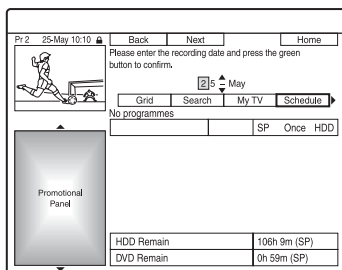 Pr 2 25-May 10:10
Back Next Home
Please enter the recording date and press the green
button to confirm.
25 May
Grid Search My TV Schedule
No programmes
SP Once HDD
Promotional
Panel
HDD Remain 106h 9m (SP)
DVD Remain 0h 59m (SP)